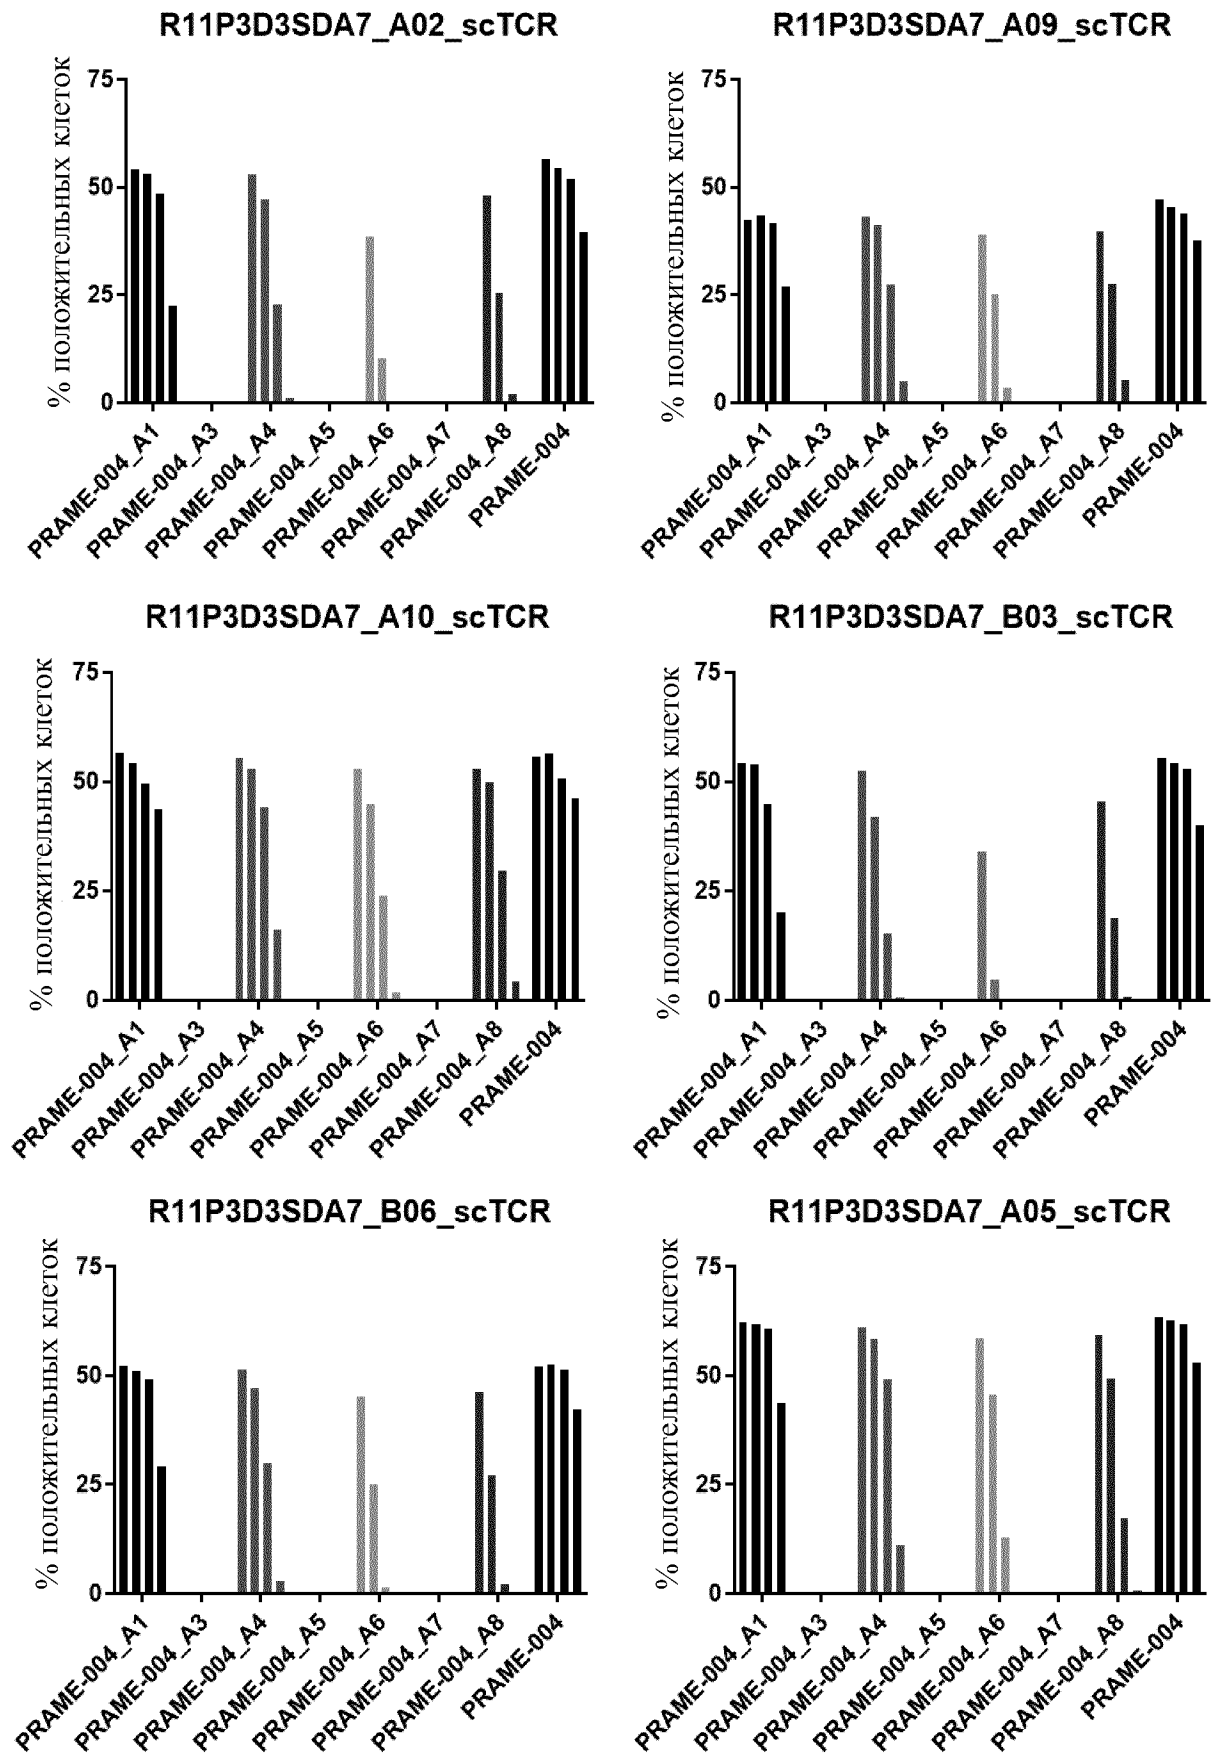 R11P3D3SDA7_A02_scTCR
% положительных клеток
75
50
25
0
PRAME-004_A1
PRAME-004_A3
PRAME-004_A4
PRAME-004_A5
PRAME-004_A6
PRAME-004_A7
PRAME-004_A8
PRAME-004
R11P3D3SDA7_A09_scTCR
% положительных клеток
75
50
25
0
PRAME-004_A1
PRAME-004_A3
PRAME-004_A4
PRAME-004_A5
PRAME-004_A6
PRAME-004_A7
PRAME-004_A8
PRAME-004
R11P3D3SDA7_A10_scTCR
% положительных клеток
75
50
25
0
PRAME-004_A1
PRAME-004_A3
PRAME-004_A4
PRAME-004_A5
PRAME-004_A6
PRAME-004_A7
PRAME-004_A8
PRAME-004
R11P3D3SDA7_B03_scTCR
% положительных клеток
75
50
25
0
PRAME-004_A1
PRAME-004_A3
PRAME-004_A4
PRAME-004_A5
PRAME-004_A6
PRAME-004_A7
PRAME-004_A8
PRAME-004
R11P3D3SDA7_B06_scTCR
% положительных клеток
75
50
25
0
PRAME-004_A1
PRAME-004_A3
PRAME-004_A4
PRAME-004_A5
PRAME-004_A6
PRAME-004_A7
PRAME-004_A8
PRAME-004
R11P3D3SDA7_A05_scTCR
% положительных клеток
75
50
25
0
PRAME-004_A1
PRAME-004_A3
PRAME-004_A4
PRAME-004_A5
PRAME-004_A6
PRAME-004_A7
PRAME-004_A8
PRAME-004